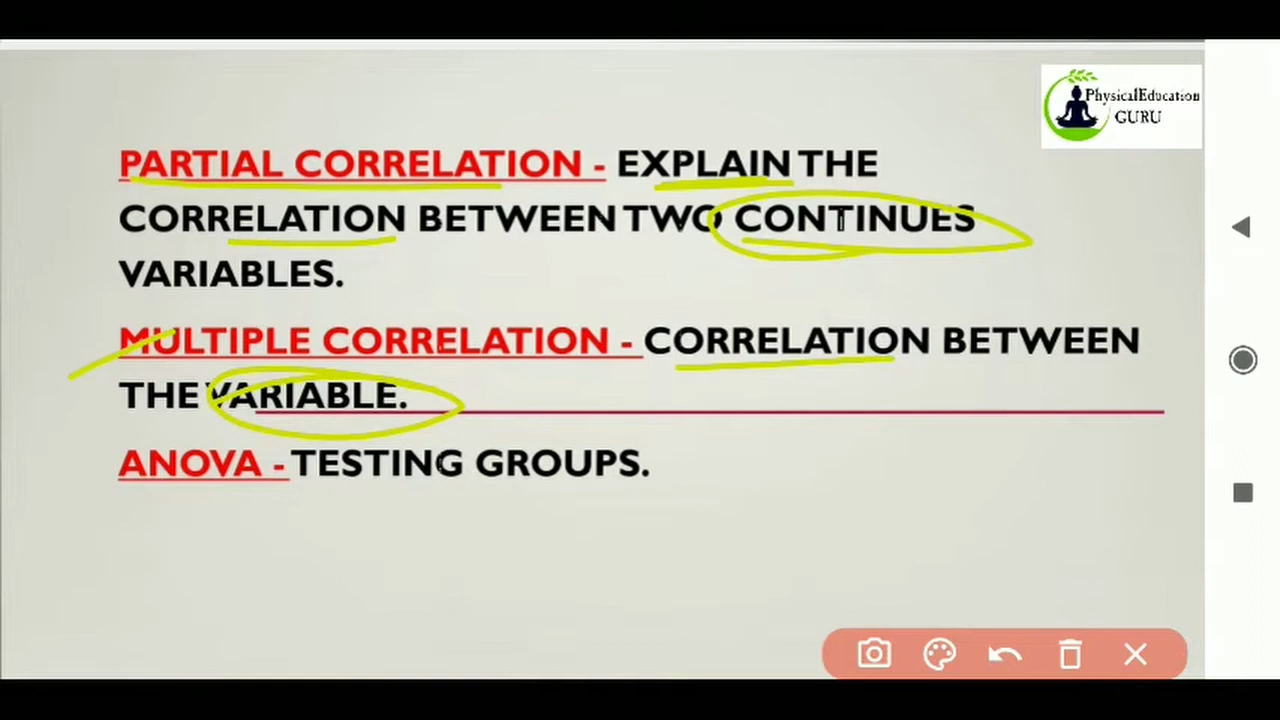 PhysicalEducation
GURU
PARTIAL CORRELATION - EXPLAIN THE
CORRELATION BETWEEN TWO CONTINUES
VARIABLES.
MULTIPLE CORRELATION - CORRELATION BETWEEN
THE VARIABLE.
ANOVA - TESTING GROUPS.